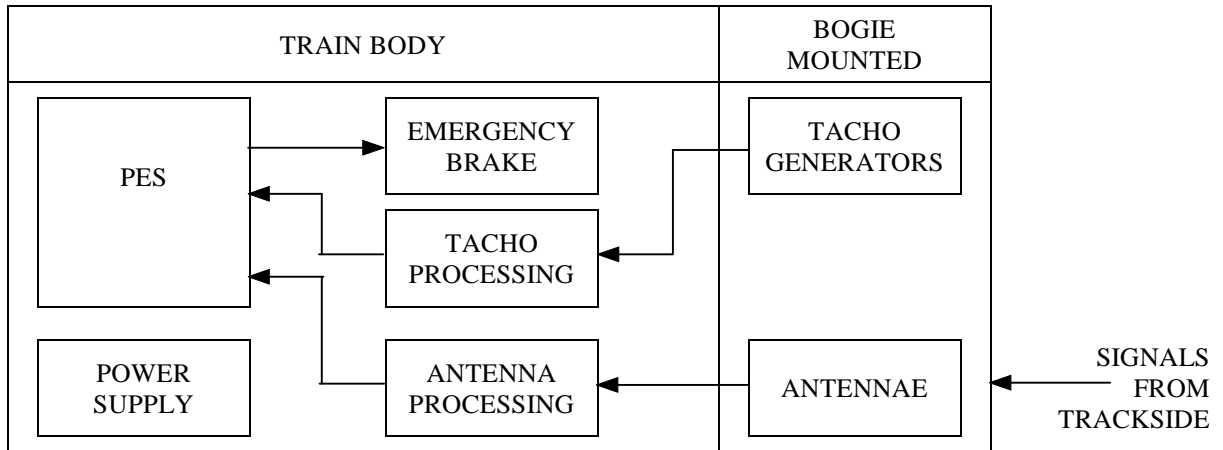 TRAIN BODY
BOGIE
MOUNTED
PES
EMERGENCY
BRAKE
TACHO
GENERATORS
TACHO
PROCESSING
POWER
SUPPLY
ANTENNA
PROCESSING
ANTENNAE
SIGNALS
FROM
TRACKSIDE